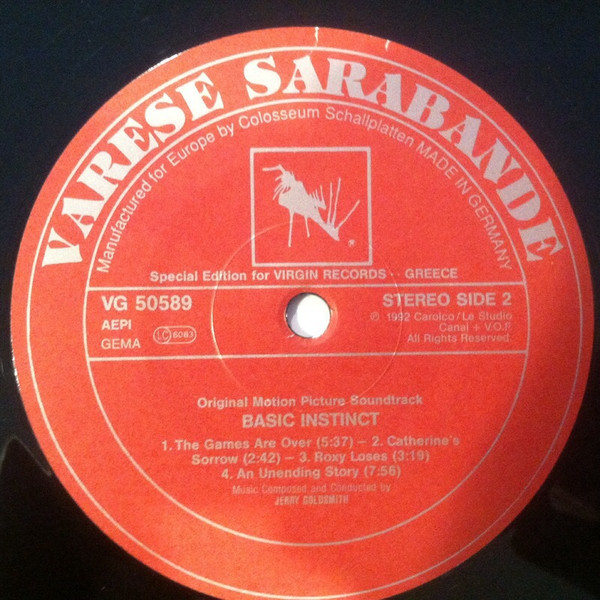 VARESE SARABANDE
Manufactured for Europe by Colosseum Schallplatten MADE IN GERMANY
®
Special Edition for VIRGIN RECORDS - GREECE
VG 50589
AEPI
GEMA
LC 6083
STEREO SIDE 2
℗ 1992 Carolco/Le Studio
Canal + V.O.F.
All Rights Reserved.
Original Motion Picture Soundtrack
BASIC INSTINCT
1. The Games Are Over (5:37) – 2. Catherine's
Sorrow (2:42) – 3. Roxy Loses (3:19)
4. An Unending Story (7:56)
Music Composed and Conducted by
JERRY GOLDSMITH